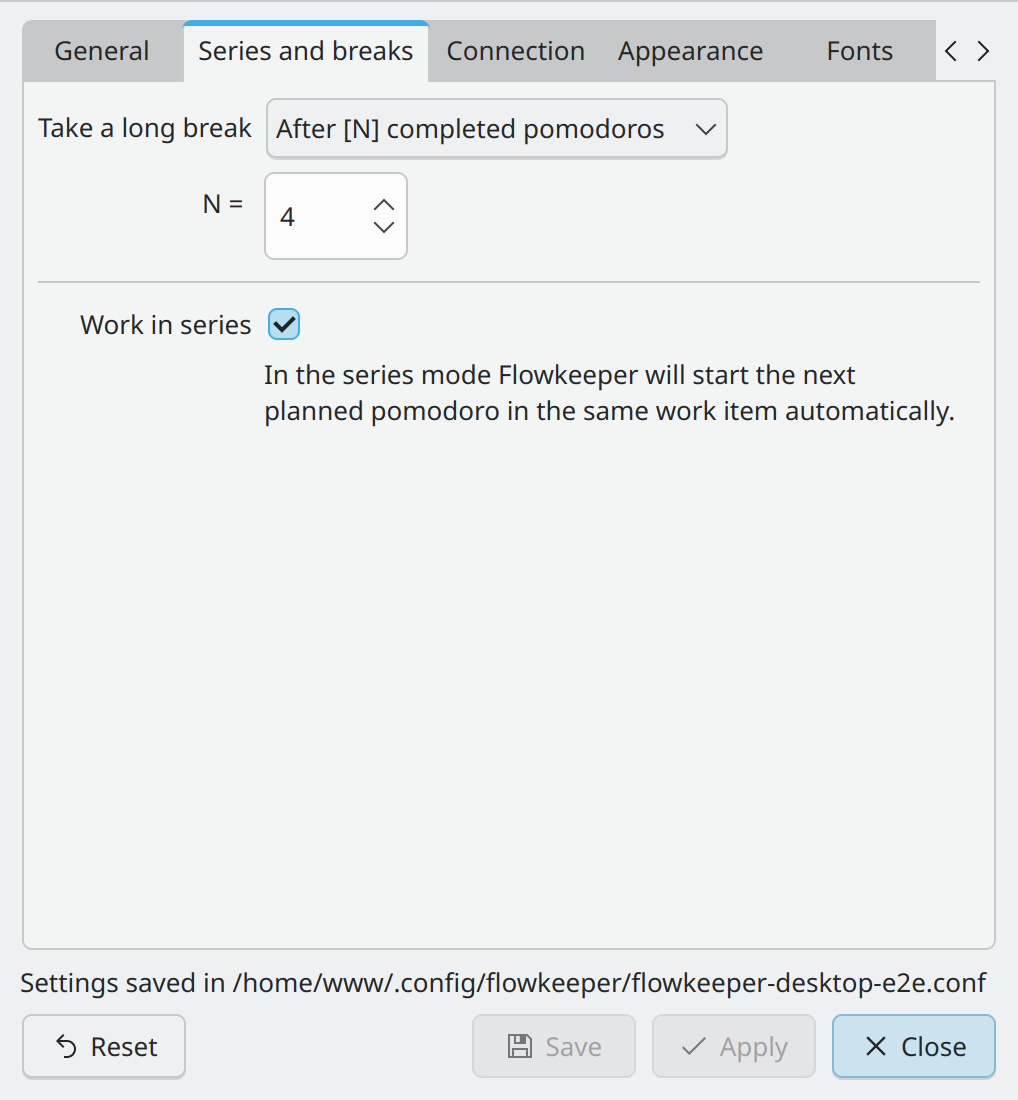 General Series and breaks Connection Appearance Fonts
Take a long break After [N] completed pomodoros
N = 4
Work in series
In the series mode Flowkeeper will start the next
planned pomodoro in the same work item automatically.
Settings saved in /home/www/.config/flowkeeper/flowkeeper-desktop-e2e.conf
Reset Save Apply Close